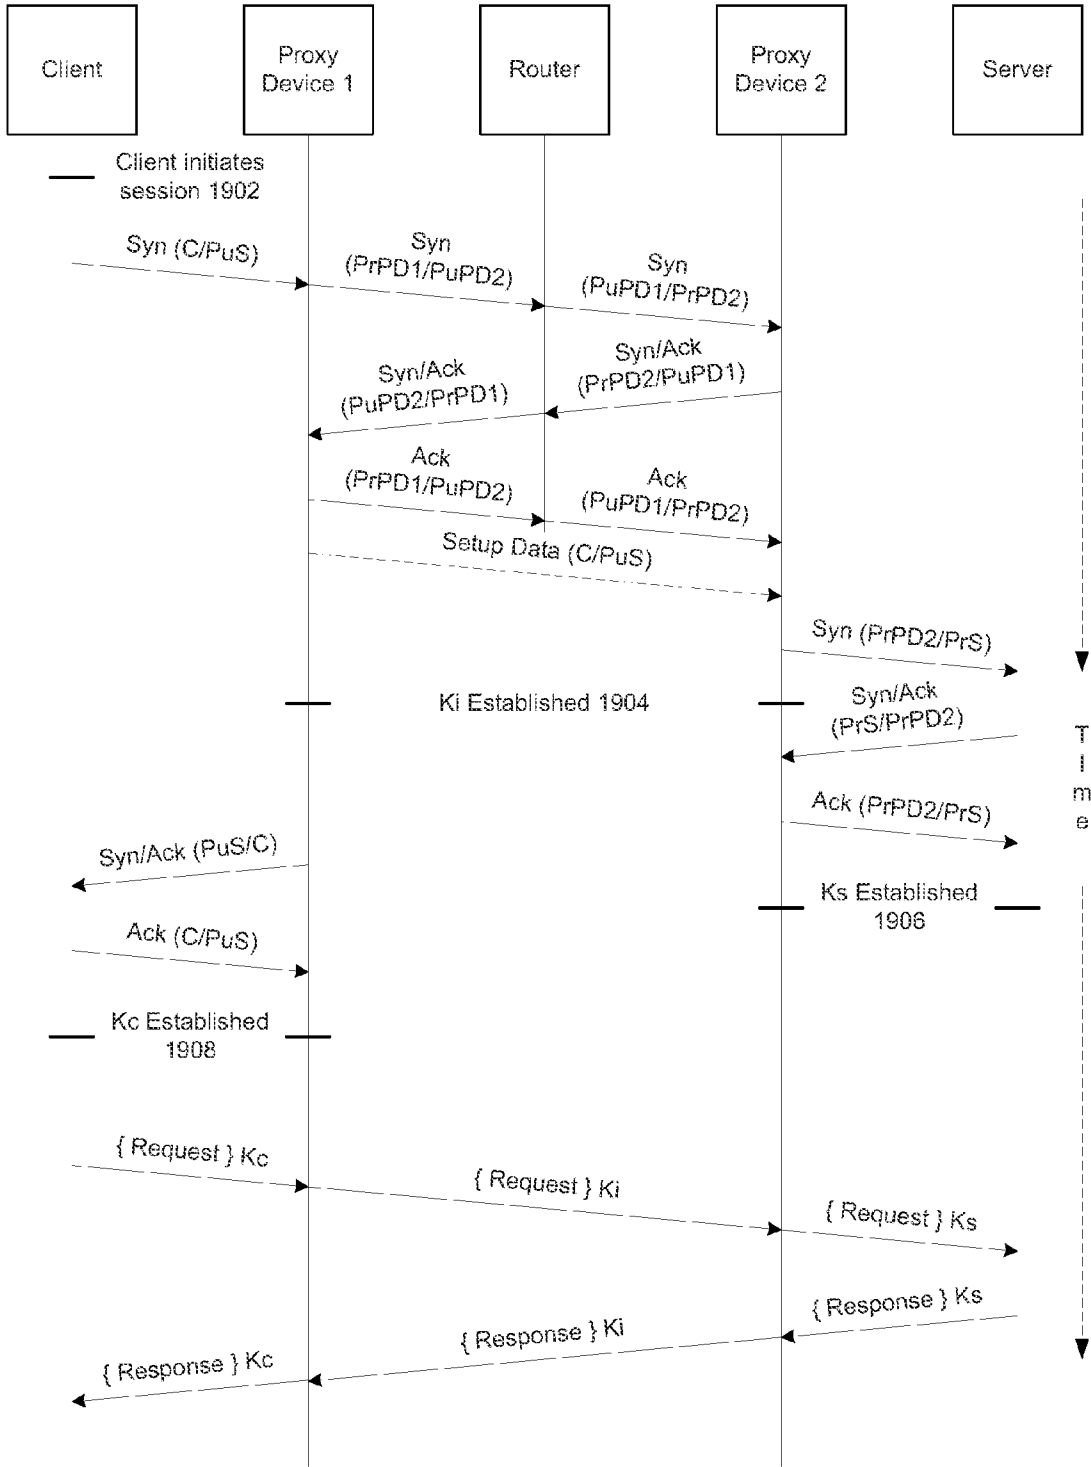 Client
Proxy
Device 1
Router
Proxy
Device 2
Server
Client initiates
session 1902
Syn (C/PuS)
Syn
(PrPD1/PuPD2)
Syn
(PuPD1/PrPD2)
Syn/Ack
(PrPD2/PuPD1)
Syn/Ack
(PuPD2/PrPD1)
Ack
(PrPD1/PuPD2)
Ack
(PuPD1/PrPD2)
Setup Data (C/PuS)
Syn (PrPD2/PrS)
Ki Established 1904
Syn/Ack
(PrS/PrPD2)
Time
Ack (PrPD2/PrS)
Syn/Ack (PuS/C)
Ks Established
1906
Ack (C/PuS)
Kc Established
1908
{ Request } Kc
{ Request } Ki
{ Request } Ks
{ Response } Ks
{ Response } Ki
{ Response } Kc